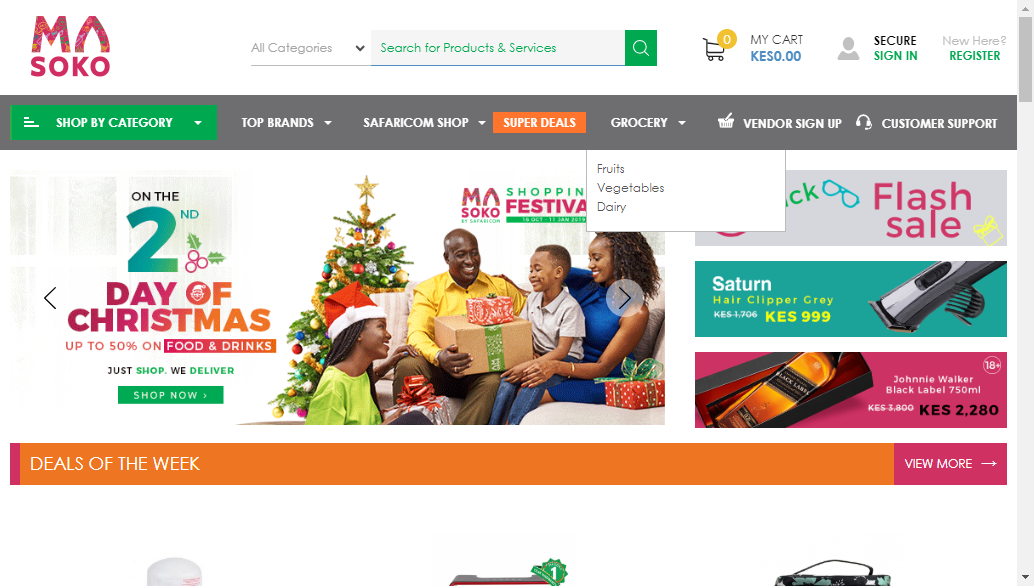 MA
SOKO
All Categories
Search for Products & Services
0
MY CART
KES0.00
SECURE
SIGN IN
New Here?
REGISTER
SHOP BY CATEGORY
TOP BRANDS
SAFARICOM SHOP
SUPER DEALS
GROCERY
VENDOR SIGN UP
CUSTOMER SUPPORT
Fruits
Vegetables
Dairy
ON THE
2ND
DAY OF
CHRISTMAS
UP TO 50% ON FOOD & DRINKS
JUST SHOP. WE DELIVER
SHOP NOW ›
MA
SOKO
BY SAFARICOM
SHOPPIN
FESTIVA
16 OCT - 11 JAN 2019
Flash
sale
Saturn
Hair Clipper Grey
KES 1,706 KES 999
18+
BLACK LABEL
Johnnie Walker
Black Label 750ml
KES 3,800 KES 2,280
DEALS OF THE WEEK
VIEW MORE →
1